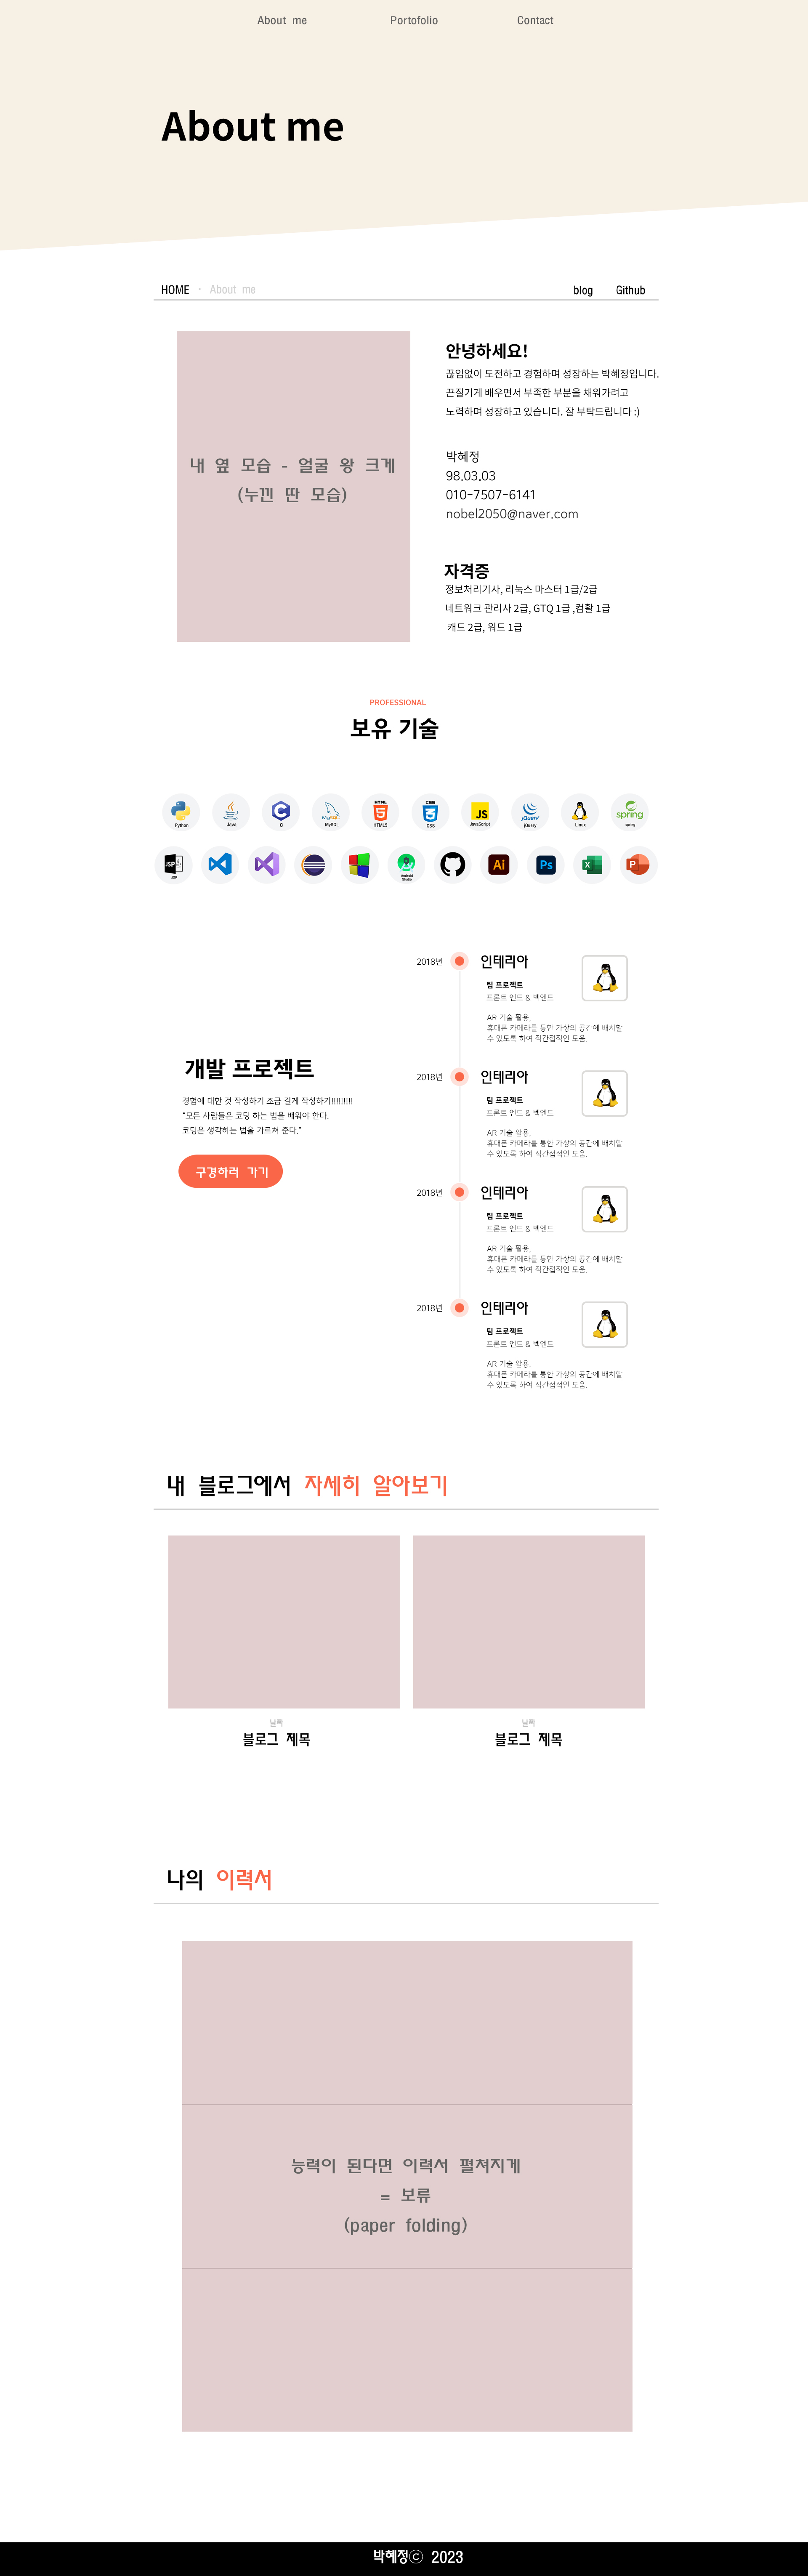 About me
Portofolio
Contact
About me
HOME · About me
blog
Github
내 옆 모습 - 얼굴 왕 크게
(누낀 딴 모습)
안녕하세요!
끊임없이 도전하고 경험하며 성장하는 박혜정입니다.
끈질기게 배우면서 부족한 부분을 채워가려고
노력하며 성장하고 있습니다. 잘 부탁드립니다 :)
박혜정
98.03.03
010-7507-6141
nobel2050@naver.com
자격증
정보처리기사, 리눅스 마스터 1급/2급
네트워크 관리사 2급, GTQ 1급 ,컴활 1급
캐드 2급, 워드 1급
PROFESSIONAL
보유 기술
Python
Java
C
C
MySQL
MySQL
HTML
5
HTML5
CSS
3
CSS
JS
JavaScript
jQuery
jQuery
Linux
spring
spring
JSP
JSP
Android
Studio
Ai
Ps
X
P
개발 프로젝트
경험에 대한 것 작성하기 조금 길게 작성하기!!!!!!!!!
"모든 사람들은 코딩 하는 법을 배워야 한다.
코딩은 생각하는 법을 가르쳐 준다."
구경하러 가기
2018년
인테리아
팀 프로젝트
프론트 엔드 & 벡엔드
AR 기술 활용,
휴대폰 카메라를 통한 가상의 공간에 배치할
수 있도록 하여 직간접적인 도움.
2018년
인테리아
팀 프로젝트
프론트 엔드 & 벡엔드
AR 기술 활용,
휴대폰 카메라를 통한 가상의 공간에 배치할
수 있도록 하여 직간접적인 도움.
2018년
인테리아
팀 프로젝트
프론트 엔드 & 벡엔드
AR 기술 활용,
휴대폰 카메라를 통한 가상의 공간에 배치할
수 있도록 하여 직간접적인 도움.
2018년
인테리아
팀 프로젝트
프론트 엔드 & 벡엔드
AR 기술 활용,
휴대폰 카메라를 통한 가상의 공간에 배치할
수 있도록 하여 직간접적인 도움.
내 블로그에서 자세히 알아보기
날짜
블로그 제목
날짜
블로그 제목
나의 이력서
능력이 된다면 이력서 펼쳐지게
= 보류
(paper folding)
박혜정ⓒ 2023